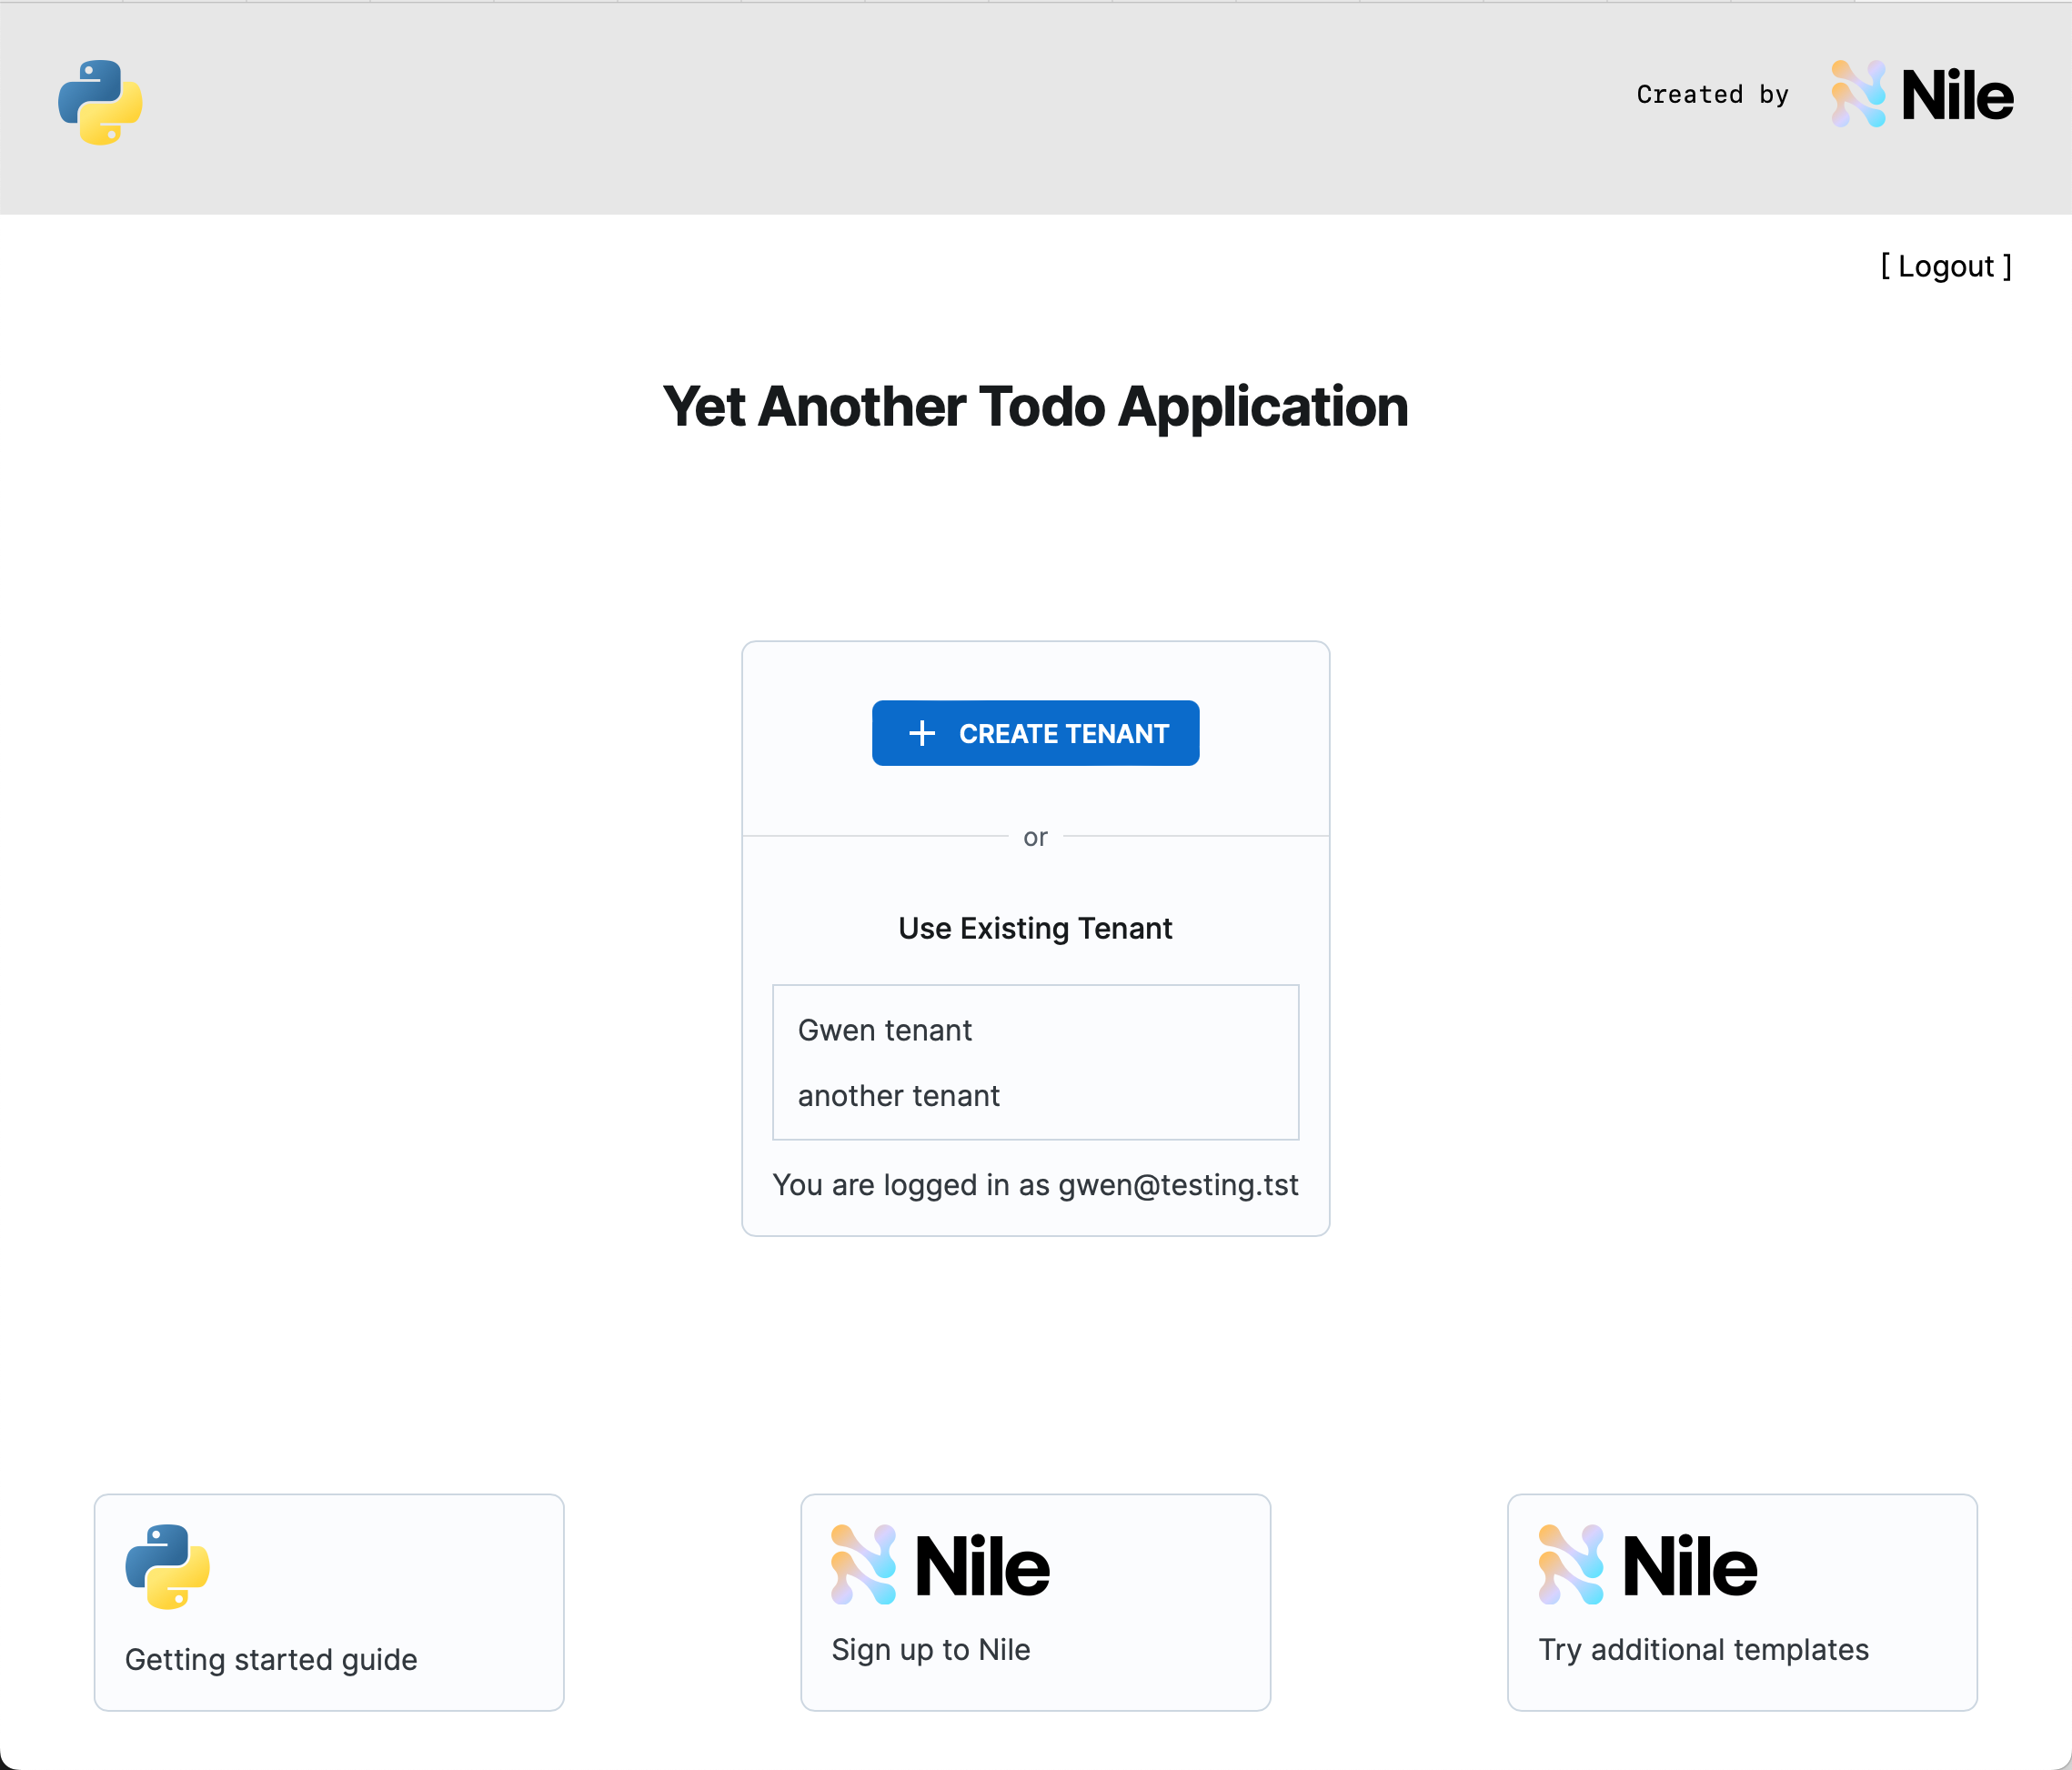 Created by
Nile
[ Logout ]
Yet Another Todo Application
+ CREATE TENANT
or
Use Existing Tenant
Gwen tenant
another tenant
You are logged in as gwen@testing.tst
Getting started guide
Nile
Sign up to Nile
Nile
Try additional templates